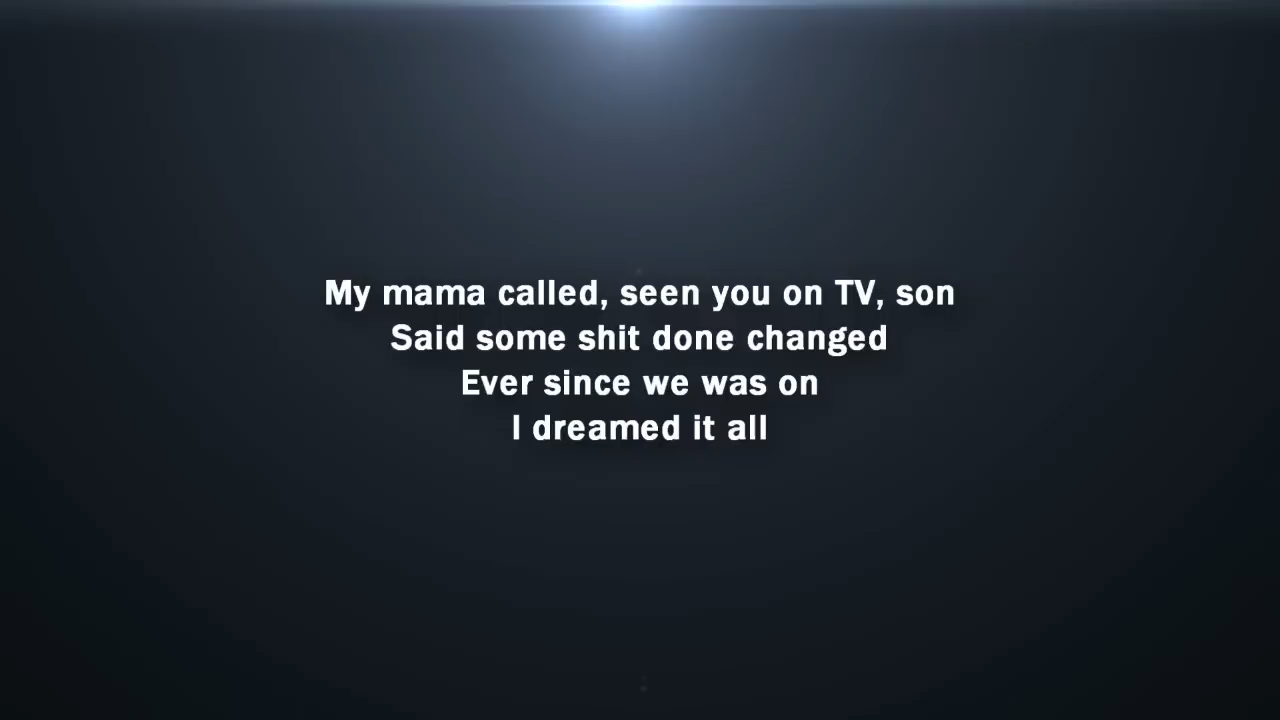 My mama called, seen you on TV, son
Said some shit done changed
Ever since we was on
I dreamed it all